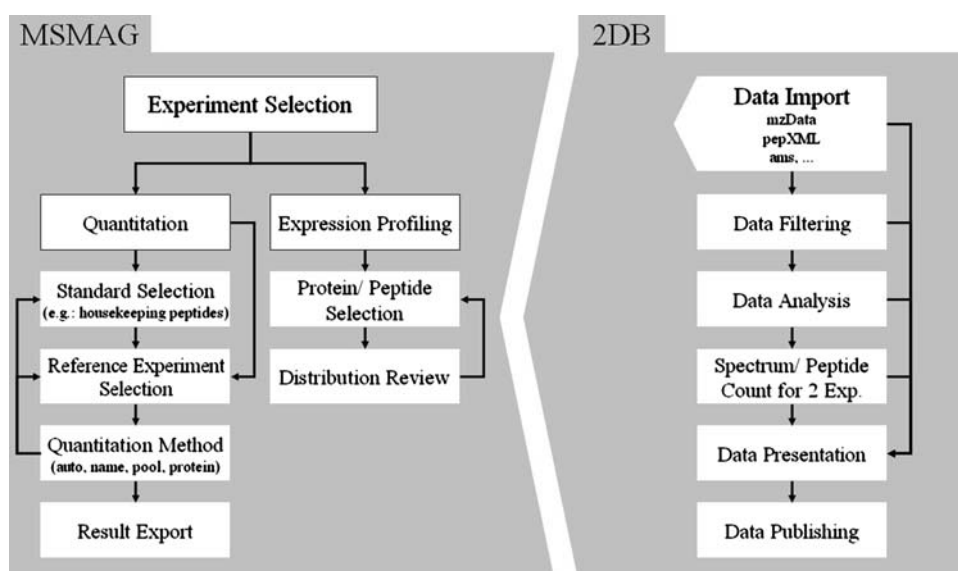 MSMAG
Experiment Selection
Quantitation
Expression Profiling
Standard Selection
(e.g.: housekeeping peptides)
Protein/ Peptide
Selection
Reference Experiment
Selection
Distribution Review
Quantitation Method
(auto, name, pool, protein)
Result Export
2DB
Data Import
mzData
pepXML
ams, ...
Data Filtering
Data Analysis
Spectrum/ Peptide
Count for 2 Exp.
Data Presentation
Data Publishing